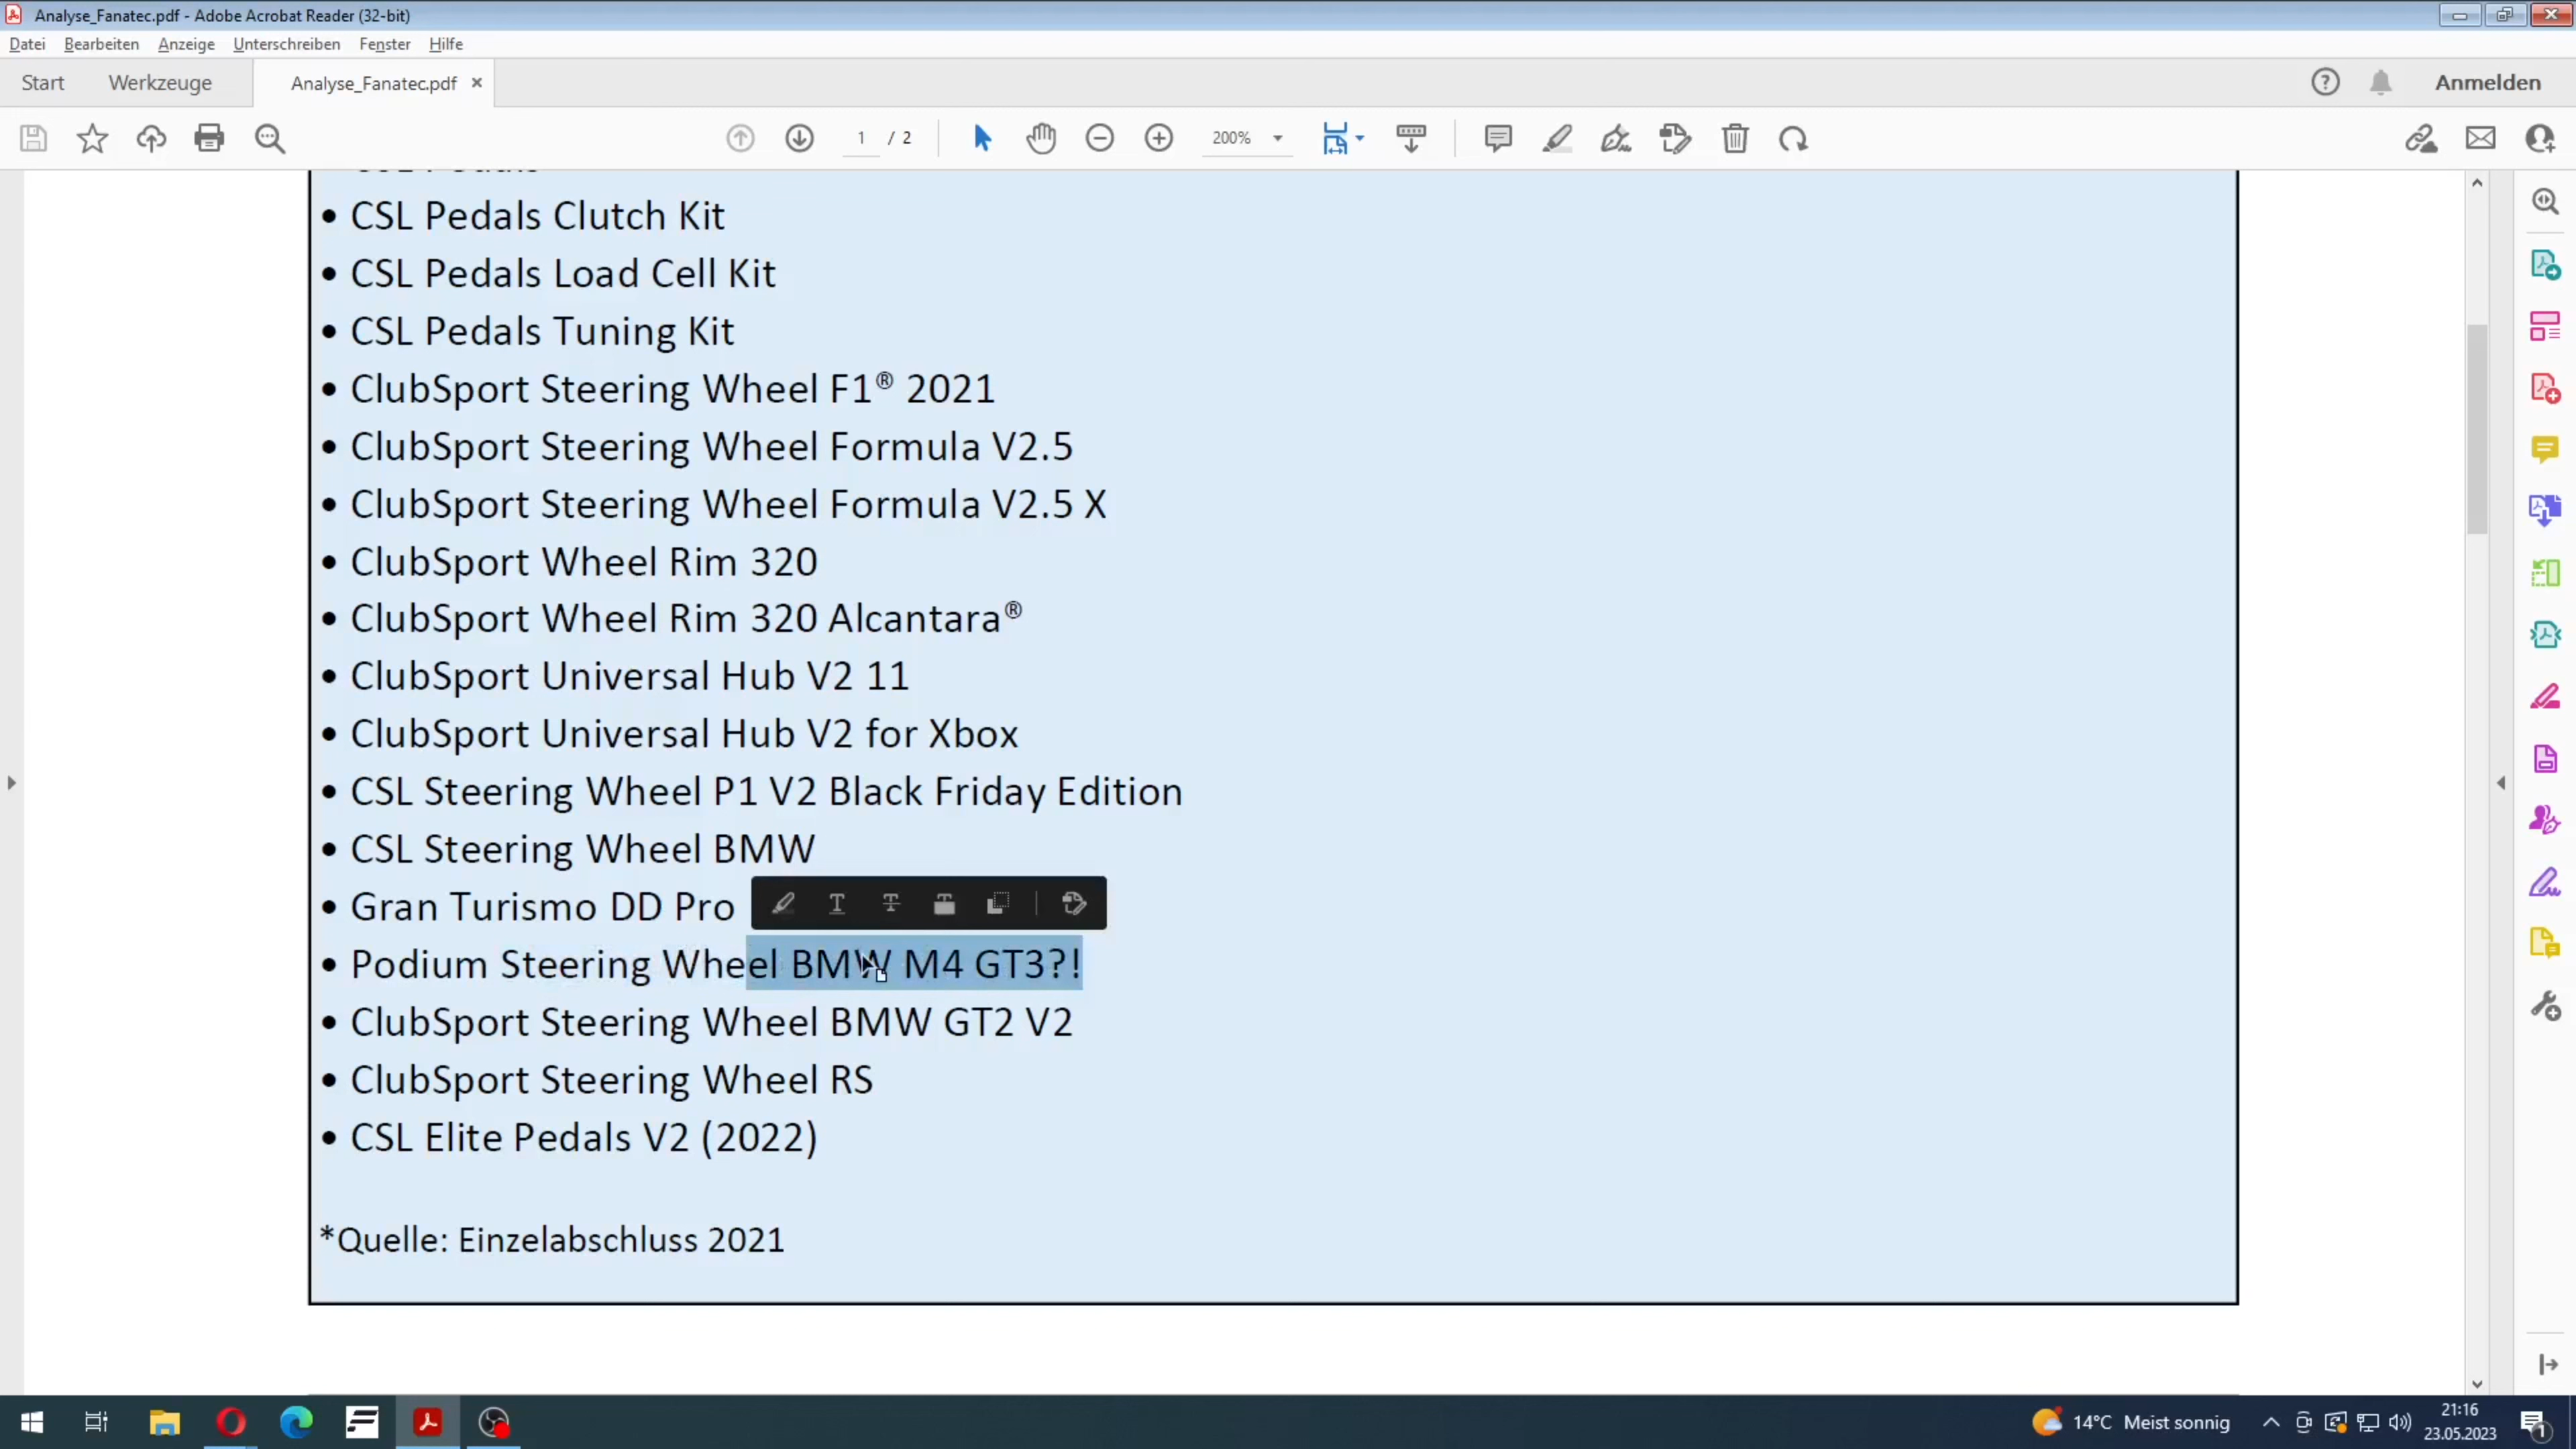 Analyse_Fanatec.pdf - Adobe Acrobat Reader (32-bit)
Datei Bearbeiten Anzeige Unterschreiben Fenster Hilfe
Start Werkzeuge Analyse_Fanatec.pdf × Anmelden
1 / 2 200%
• CSL Pedals Clutch Kit
• CSL Pedals Load Cell Kit
• CSL Pedals Tuning Kit
• ClubSport Steering Wheel F1® 2021
• ClubSport Steering Wheel Formula V2.5
• ClubSport Steering Wheel Formula V2.5 X
• ClubSport Wheel Rim 320
• ClubSport Wheel Rim 320 Alcantara®
• ClubSport Universal Hub V2 11
• ClubSport Universal Hub V2 for Xbox
• CSL Steering Wheel P1 V2 Black Friday Edition
• CSL Steering Wheel BMW
• Gran Turismo DD Pro
• Podium Steering Wheel BMW M4 GT3?!
• ClubSport Steering Wheel BMW GT2 V2
• ClubSport Steering Wheel RS
• CSL Elite Pedals V2 (2022)
*Quelle: Einzelabschluss 2021
14°C Meist sonnig
21:16
23.05.2023
1